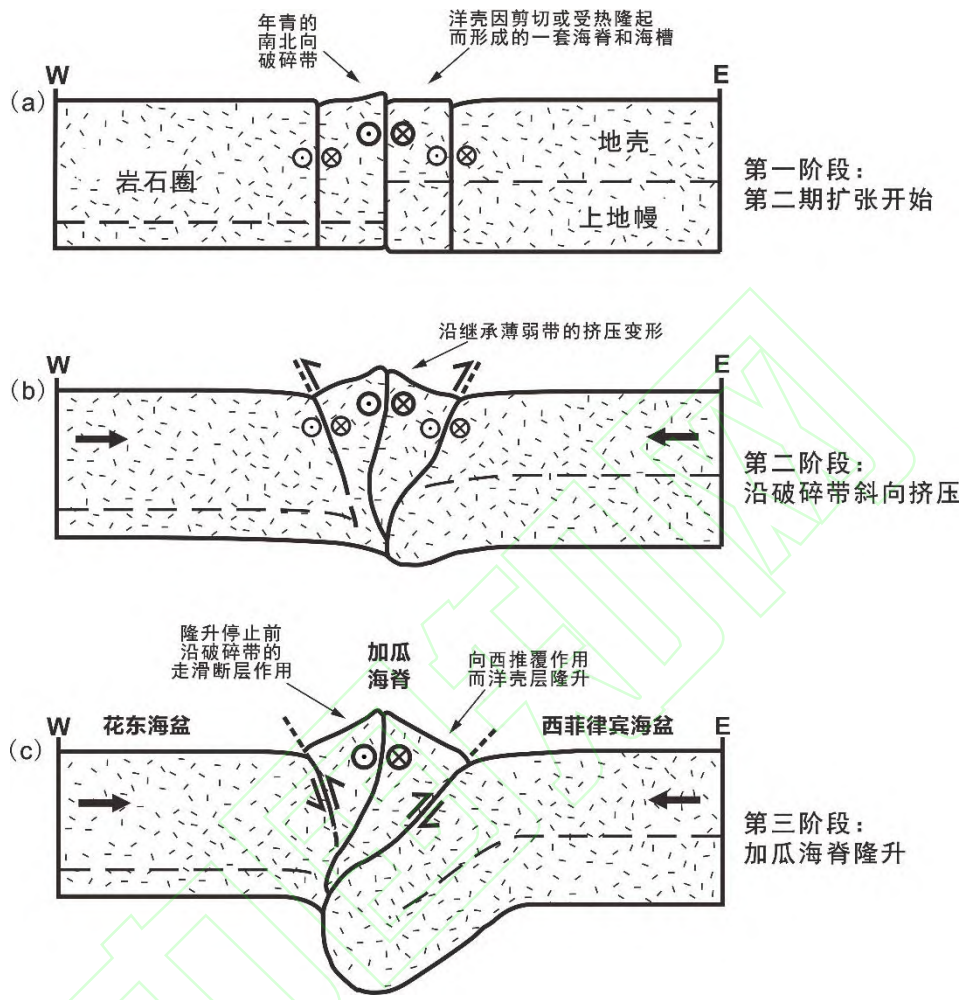 年青的
南北向
破碎带
洋壳因剪切或受热隆起
而形成的一套海脊和海槽
W
E
(a)
岩石圈
地壳
上地幔
第一阶段：
第二期扩张开始
沿继承薄弱带的挤压变形
W
E
(b)
第二阶段：
沿破碎带斜向挤压
隆升停止前
沿破碎带的
走滑断层作用
加瓜
海脊
向西推覆作用
而洋壳层隆升
W
花东海盆
西菲律宾海盆
E
(c)
第三阶段：
加瓜海脊隆升